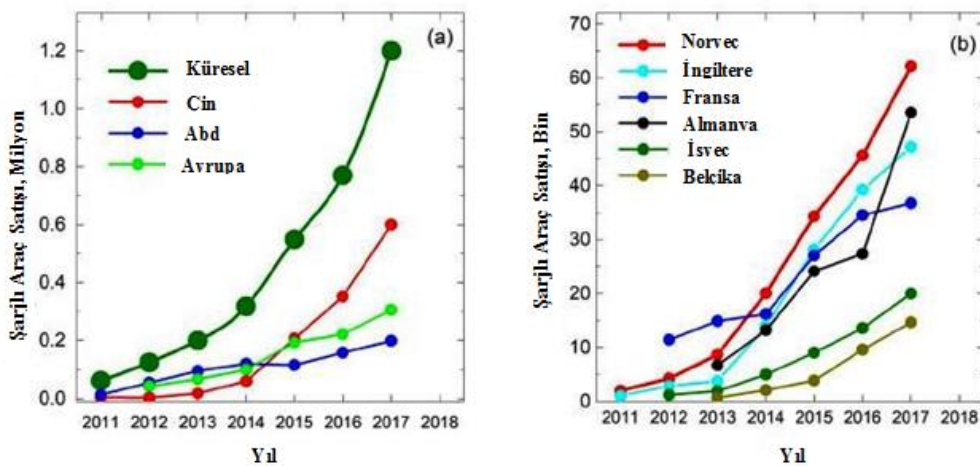 (a)
Şarjlı Araç Satışı, Milyon
1.2
1.0
0.8
0.6
0.4
0.2
0.0
Küresel
Cin
Abd
Avrupa
2011 2012 2013 2014 2015 2016 2017 2018
Yıl
(b)
Şarjlı Araç Satışı, Bin
70
60
50
40
30
20
10
0
Norvec
İngiltere
Fransa
Almanva
İsvec
Belçika
2011 2012 2013 2014 2015 2016 2017 2018
Yıl